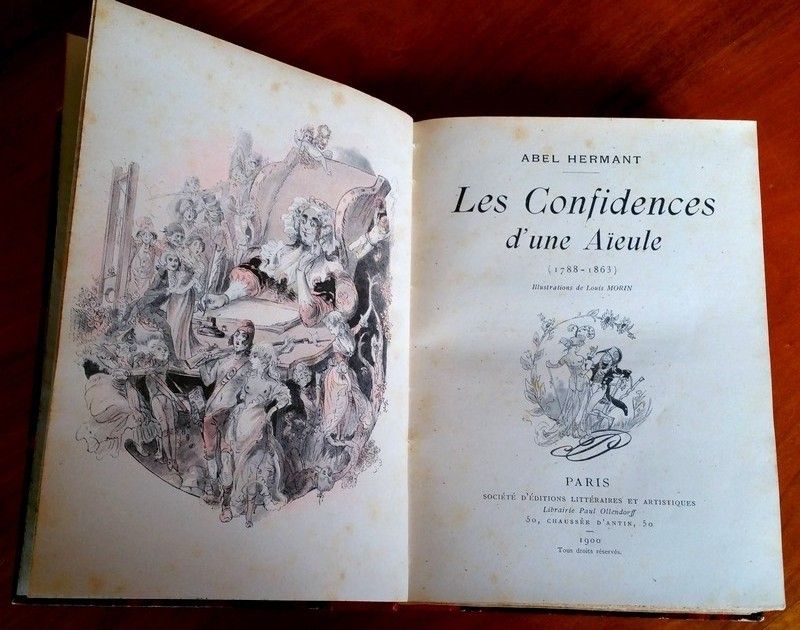 ABEL HERMANT
Les Confidences
d'une Aïeule
(1788-1863)
Illustrations de Louis MORIN
PARIS
SOCIÉTÉ D'ÉDITIONS LITTÉRAIRES ET ARTISTIQUES
Librairie Paul Ollendorff
50, CHAUSSÉE D'ANTIN, 50
1900
Tous droits réservés.